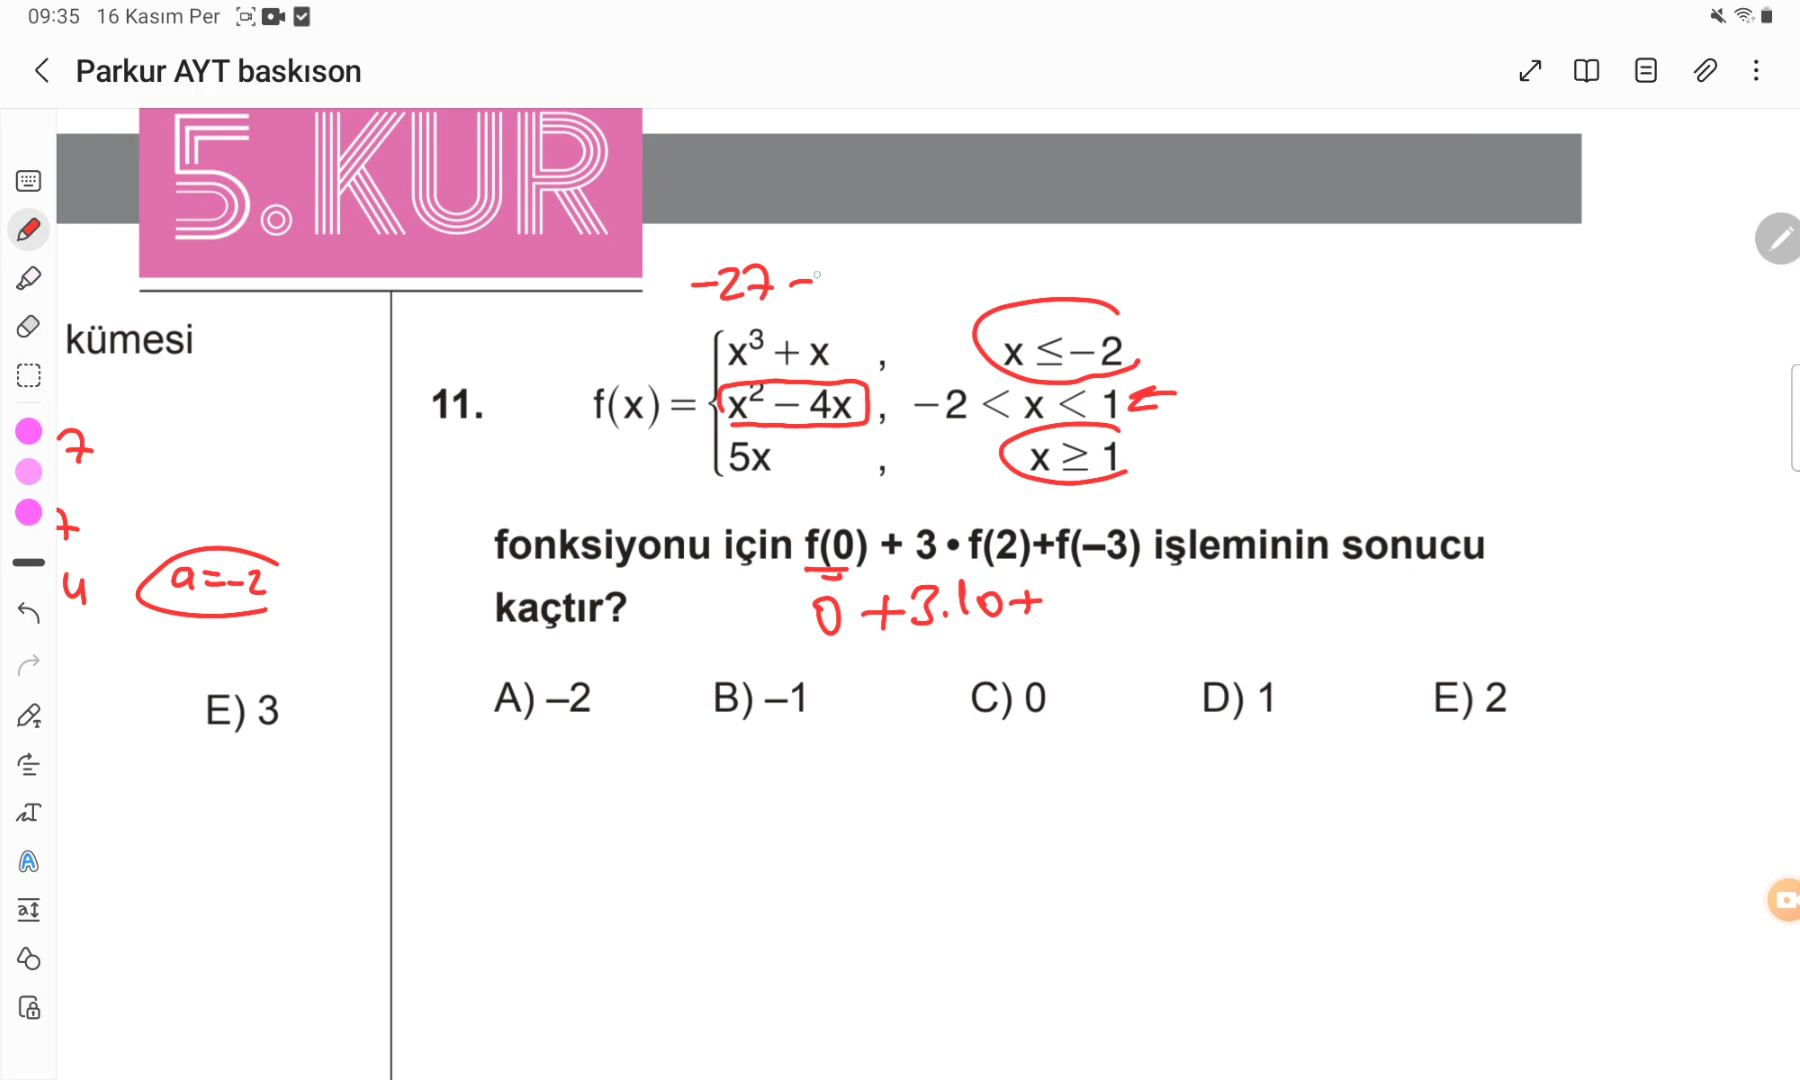 09:35 16 Kasım Per
Parkur AYT baskıson
5.KUR
kümesi
7
7
4
a=-2
E) 3
-27 -
11. f(x) = { x³ + x , x ≤ –2
x² – 4x , –2 < x < 1
5x , x ≥ 1
fonksiyonu için f(0) + 3 • f(2)+f(–3) işleminin sonucu
kaçtır?
0 + 3.10 +
A) –2 B) –1 C) 0 D) 1 E) 2